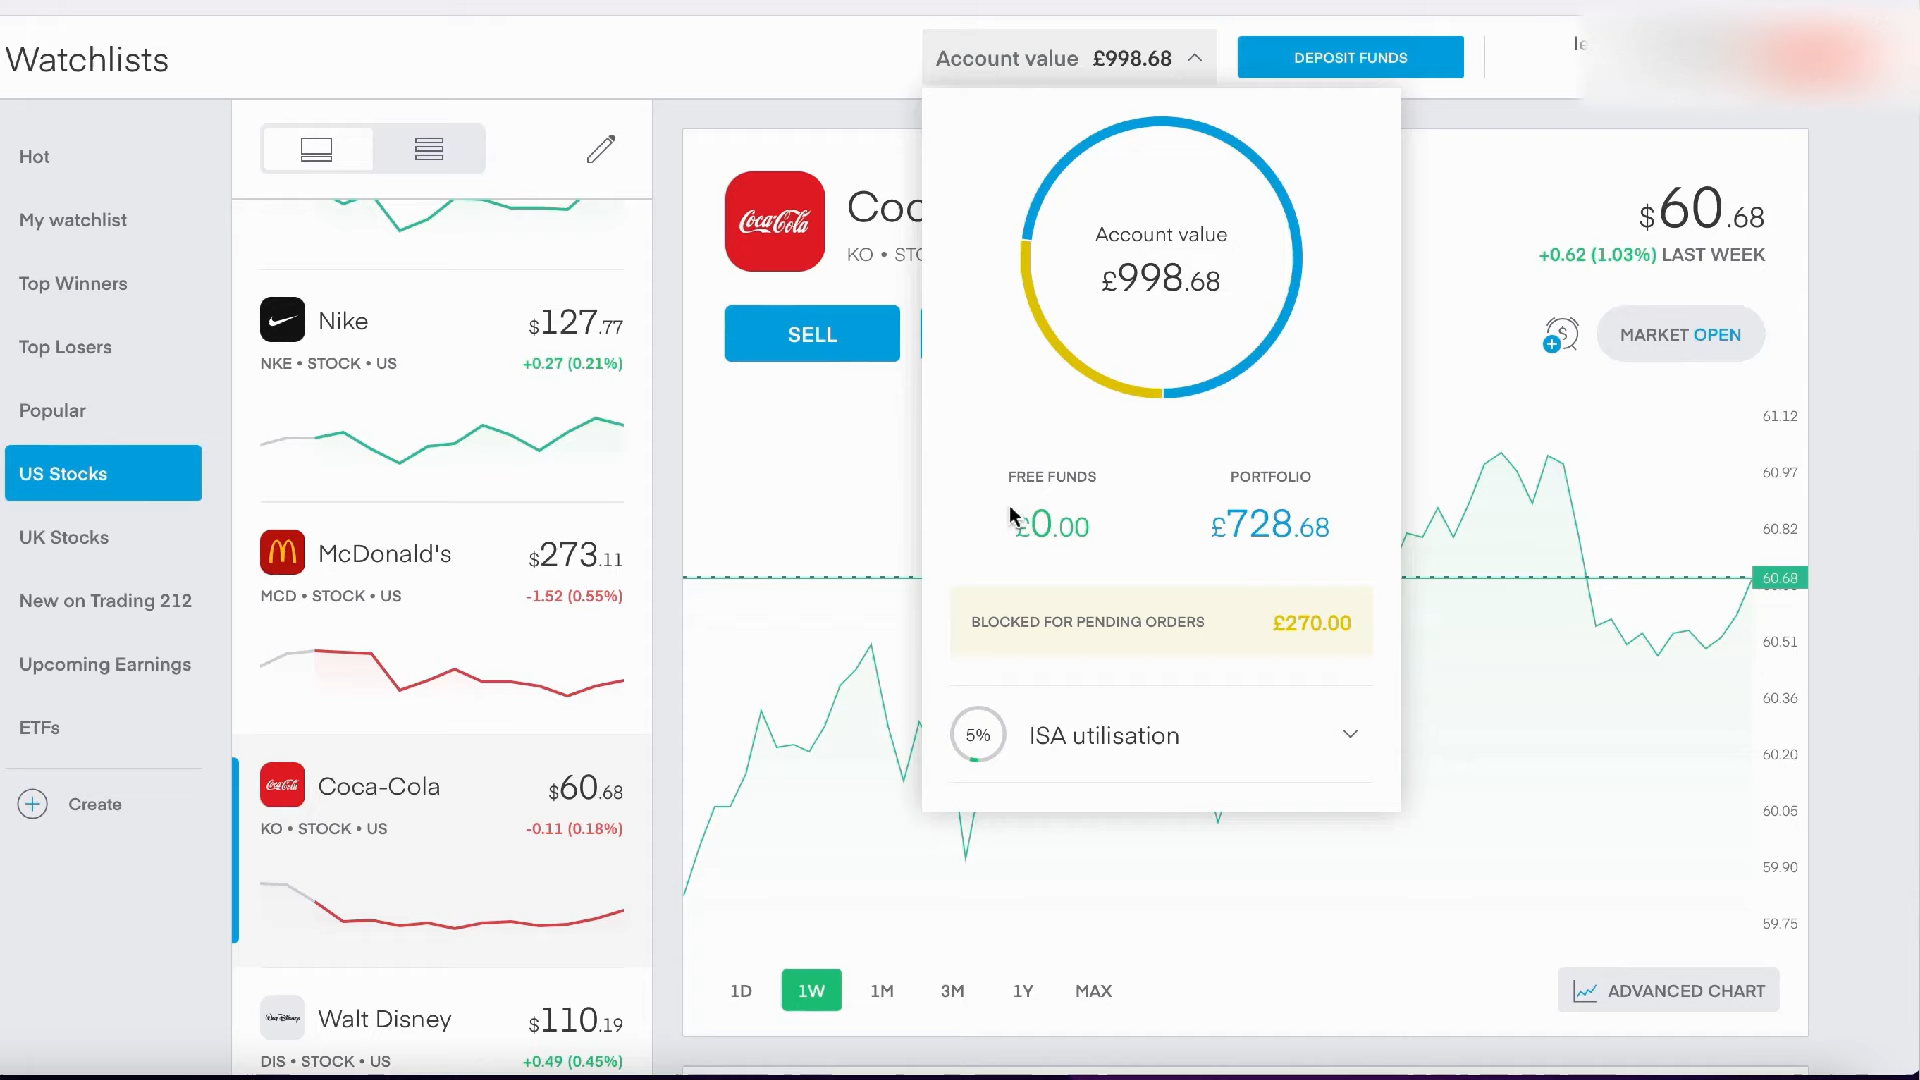 Watchlists
Account value £998.68
DEPOSIT FUNDS
Hot
My watchlist
Top Winners
Top Losers
Popular
US Stocks
UK Stocks
New on Trading 212
Upcoming Earnings
ETFs
Create
Nike
$127.77
NKE • STOCK • US
+0.27 (0.21%)
McDonald's
$273.11
MCD • STOCK • US
-1.52 (0.55%)
Coca-Cola
Coca-Cola
$60.68
KO • STOCK • US
-0.11 (0.18%)
Walt Disney
Walt Disney
$110.19
DIS • STOCK • US
+0.49 (0.45%)
Coca-Cola
Coc
KO • STO
SELL
Account value
£998.68
FREE FUNDS
£0.00
PORTFOLIO
£728.68
BLOCKED FOR PENDING ORDERS £270.00
5%
ISA utilisation
$60.68
+0.62 (1.03%) LAST WEEK
MARKET OPEN
61.12
60.97
60.82
60.68
60.51
60.36
60.20
60.05
59.90
59.75
1D
1W
1M
3M
1Y
MAX
ADVANCED CHART